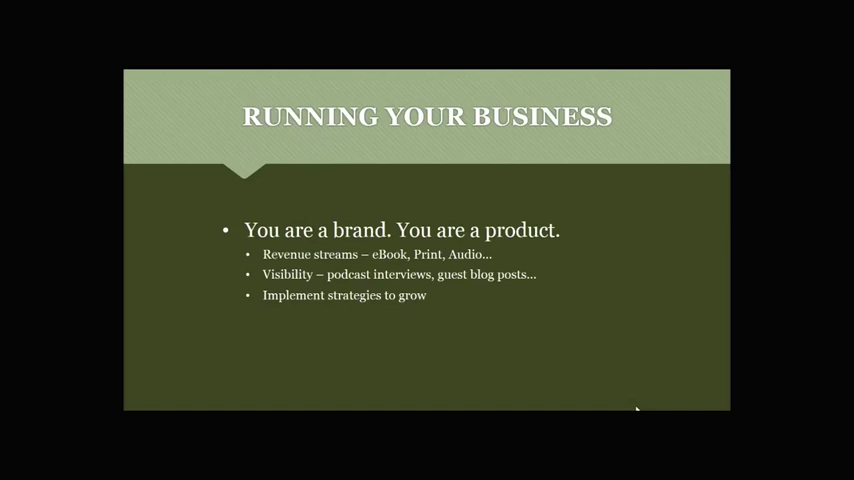 RUNNING YOUR BUSINESS
• You are a brand. You are a product.
• Revenue streams – eBook, Print, Audio...
• Visibility – podcast interviews, guest blog posts...
• Implement strategies to grow